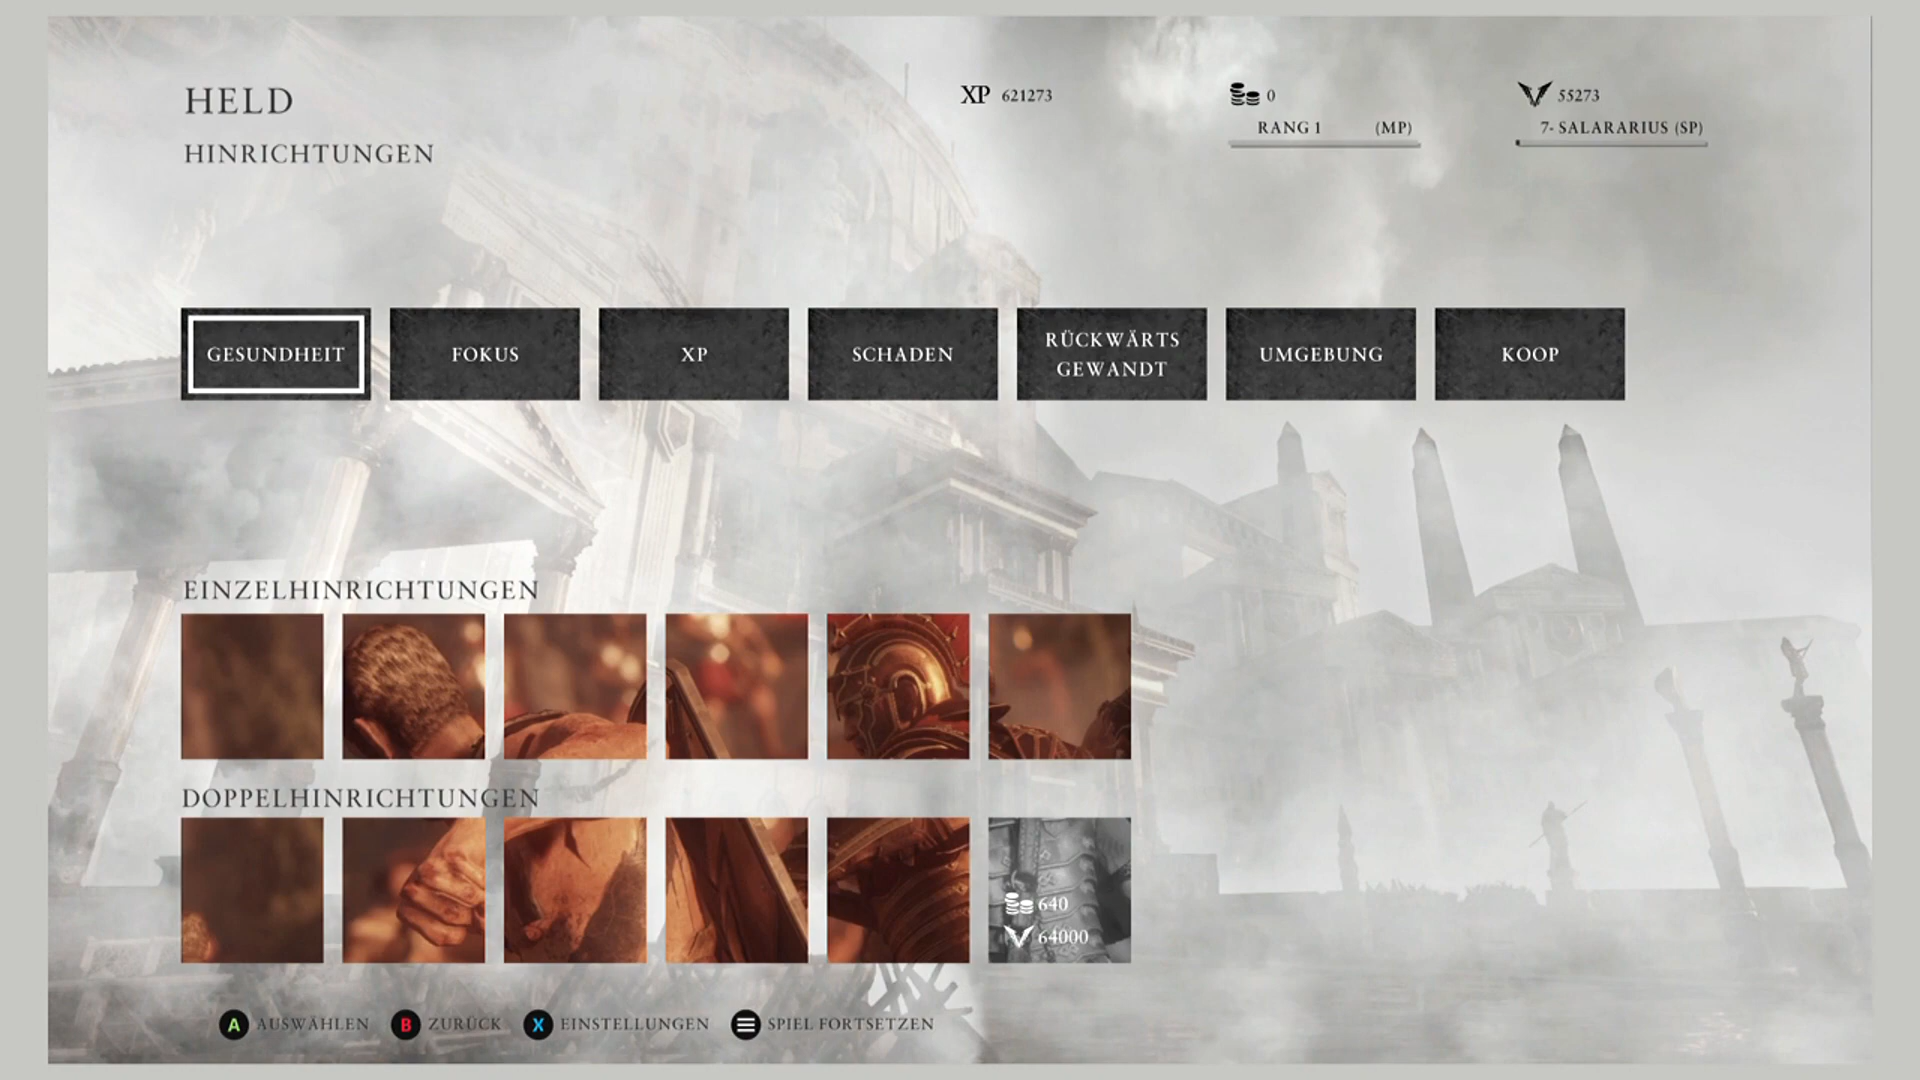 HELD
HINRICHTUNGEN
XP 621273
0
RANG 1 (MP)
55273
7- SALARARIUS (SP)
GESUNDHEIT
FOKUS
XP
SCHADEN
RÜCKWÄRTS
GEWANDT
UMGEBUNG
KOOP
EINZELHINRICHTUNGEN
DOPPELHINRICHTUNGEN
640
64000
A AUSWÄHLEN B ZURÜCK X EINSTELLUNGEN SPIEL FORTSETZEN